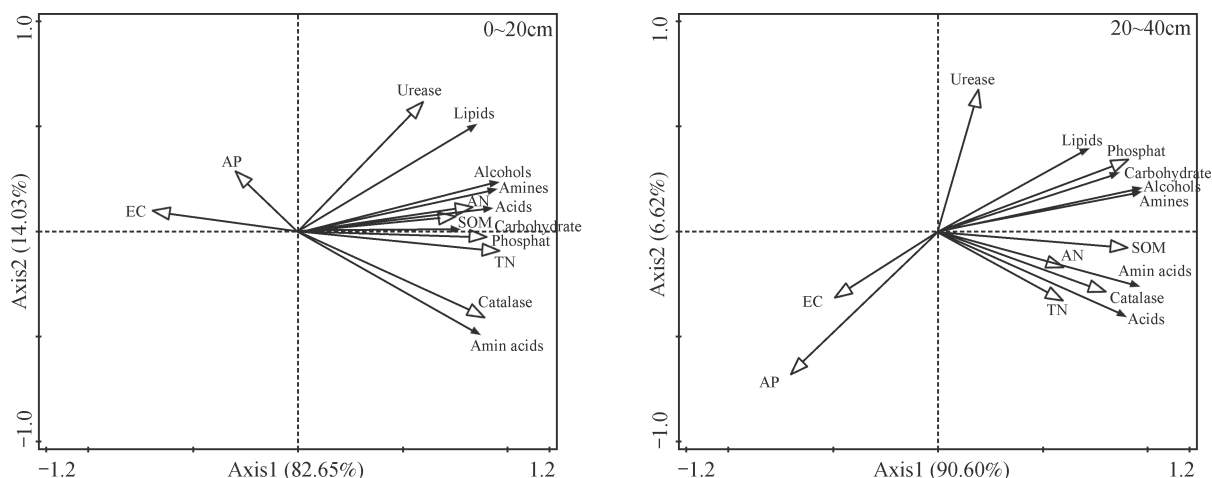 1.0
0~20cm
Urease
Lipids
AP
Alcohols
Amines
AN
Acids
EC
SOM
Carbohydrate
Phosphat
TN
Catalase
Amin acids
Axis2 (14.03%)
−1.0
−1.2
Axis1 (82.65%)
1.2
1.0
20~40cm
Urease
Lipids
Phosphat
Carbohydrate
Alcohols
Amines
SOM
AN
Amin acids
Catalase
EC
TN
Acids
AP
Axis2 (6.62%)
−1.0
−1.2
Axis1 (90.60%)
1.2